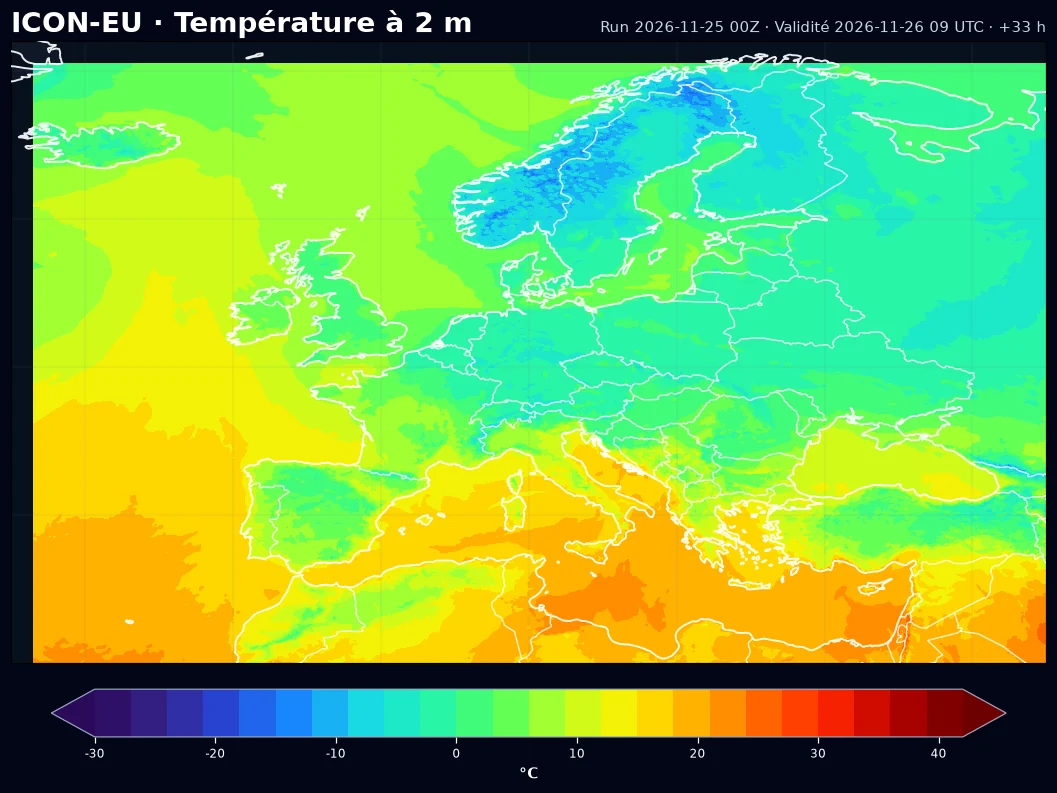 ICON-EU · Température à 2 m
Run 2026-11-25 00Z · Validité 2026-11-26 09 UTC · +33 h
-30 -20 -10 0 10 20 30 40
°C